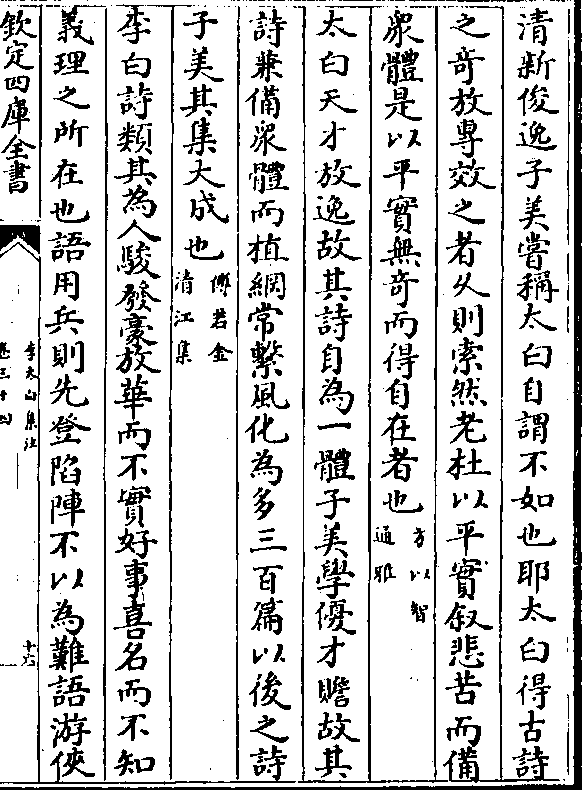 清新俊逸子美嘗稱太白自謂不如也耶太白得古詩
之奇放專效之者久則索然老杜以平實敘悲苦而備
衆體是以平實無奇而得自在者也方以智
通雅
太白天才放逸故其詩自為一體子美學優才贍故其
詩兼備衆體而植綱常繫風化為多三百篇以後之詩
子美其集大成也傅若金
清江集
李白詩類其為人駿發豪放華而不實好事喜名而不知
義理之所在也語用兵則先登陷陣不以為難語游俠
欽定四庫全書
李太白集注
卷三十四
十六